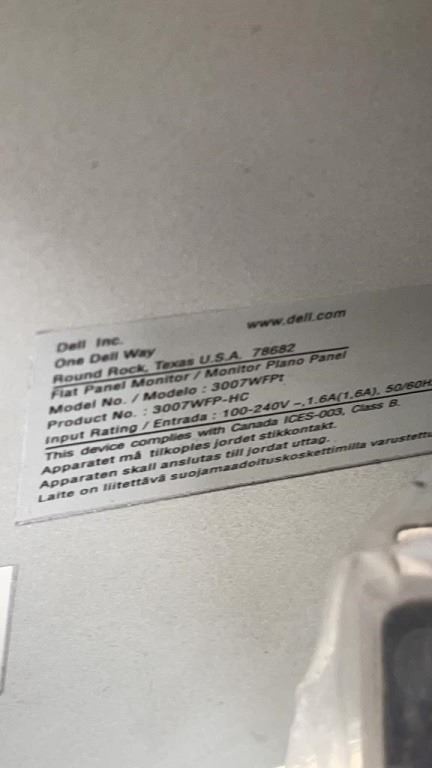 www.dell.com
Dell Inc.
One Dell Way
Round Rock, Texas U.S.A. 78682
Flat Panel Monitor / Monitor Plano Panel
Model No. / Modelo : 3007WFPt
Product No. : 3007WFP-HC
Input Rating / Entrada : 100-240V ~, 1.6A(1,6A), 50/60H
This device complies with Canada ICES-003, Class B.
Apparatet må tilkoples jordet stikkontakt.
Apparaten skall anslutas till jordat uttag.
Laite on liitettävä suojamaadoituskoskettimilla varustettu